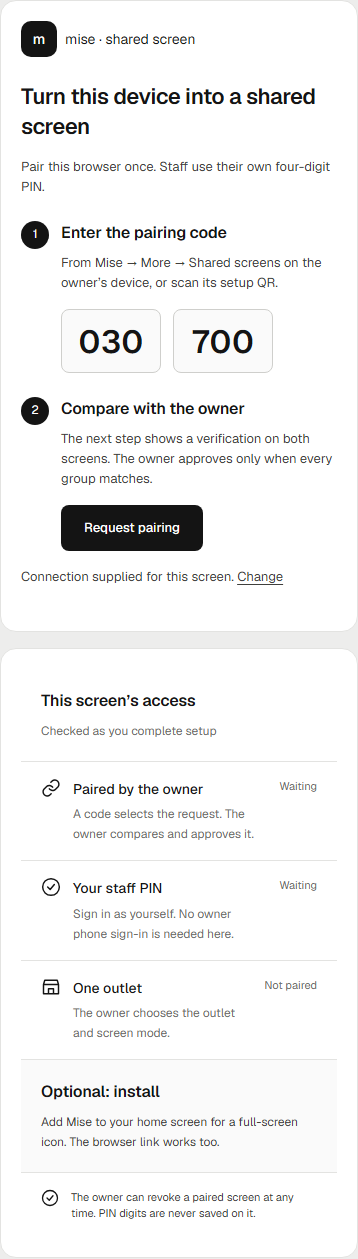 m mise · shared screen
Turn this device into a shared
screen
Pair this browser once. Staff use their own four-digit
PIN.
1 Enter the pairing code
From Mise → More → Shared screens on the
owner’s device, or scan its setup QR.
030 700
2 Compare with the owner
The next step shows a verification on both
screens. The owner approves only when every
group matches.
Request pairing
Connection supplied for this screen. Change
This screen’s access
Checked as you complete setup
Paired by the owner Waiting
A code selects the request. The
owner compares and approves it.
Your staff PIN Waiting
Sign in as yourself. No owner
phone sign-in is needed here.
One outlet Not paired
The owner chooses the outlet
and screen mode.
Optional: install
Add Mise to your home screen for a full-screen
icon. The browser link works too.
The owner can revoke a paired screen at any
time. PIN digits are never saved on it.